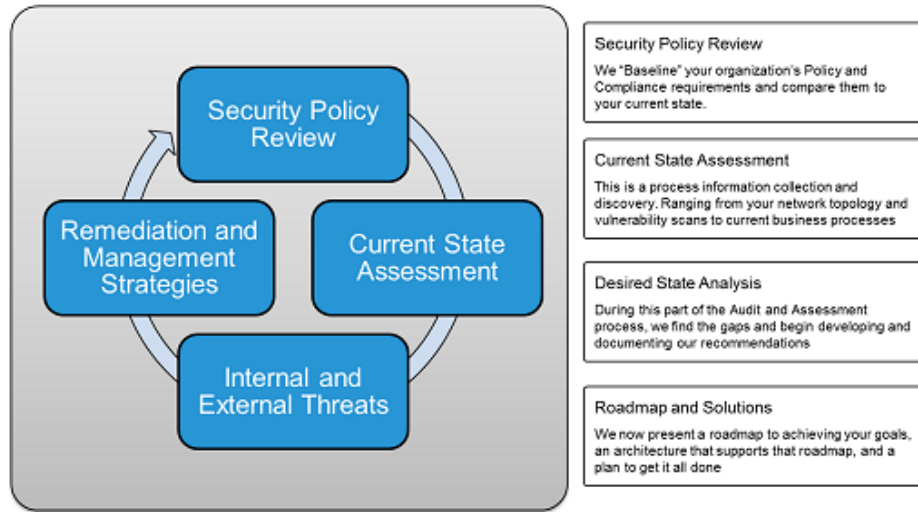 Security Policy
Review
Current State
Assessment
Internal and
External Threats
Remediation and
Management
Strategies
Security Policy Review
We “Baseline” your organization’s Policy and
Compliance requirements and compare them to
your current state.
Current State Assessment
This is a process information collection and
discovery. Ranging from your network topology and
vulnerability scans to current business processes
Desired State Analysis
During this part of the Audit and Assessment
process, we find the gaps and begin developing and
documenting our recommendations
Roadmap and Solutions
We now present a roadmap to achieving your goals,
an architecture that supports that roadmap, and a
plan to get it all done